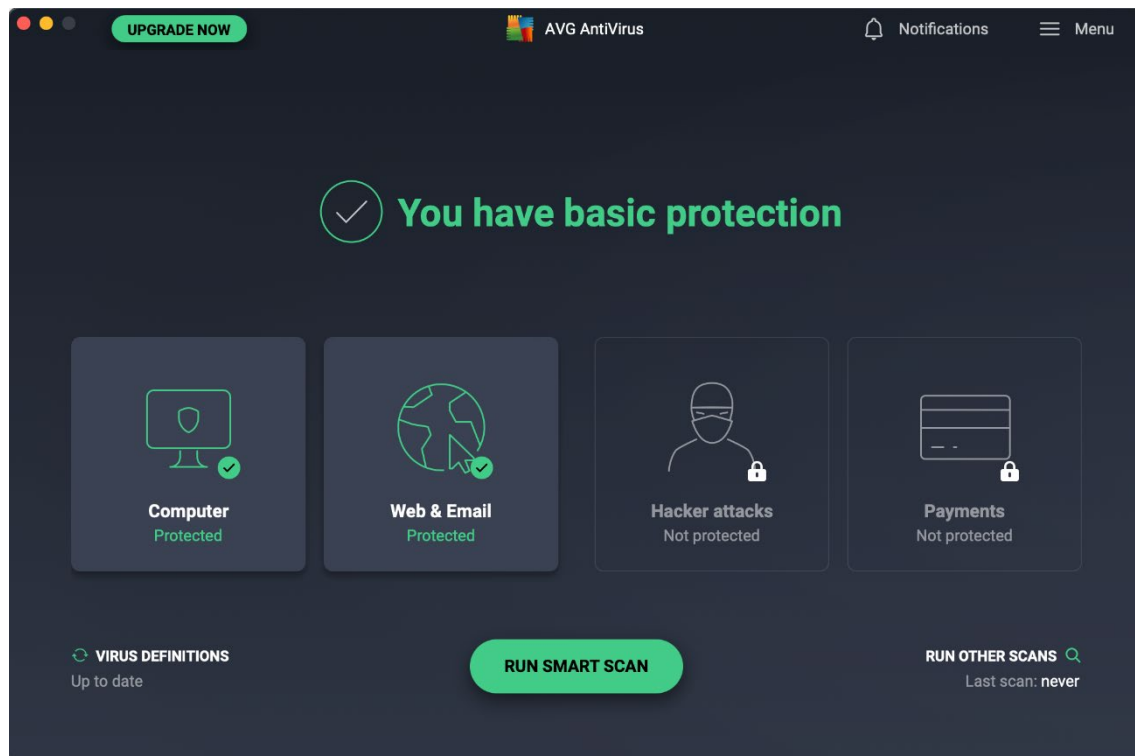 UPGRADE NOW
AVG AntiVirus
Notifications
Menu
You have basic protection
Computer
Protected
Web & Email
Protected
Hacker attacks
Not protected
Payments
Not protected
VIRUS DEFINITIONS
Up to date
RUN SMART SCAN
RUN OTHER SCANS
Last scan: never